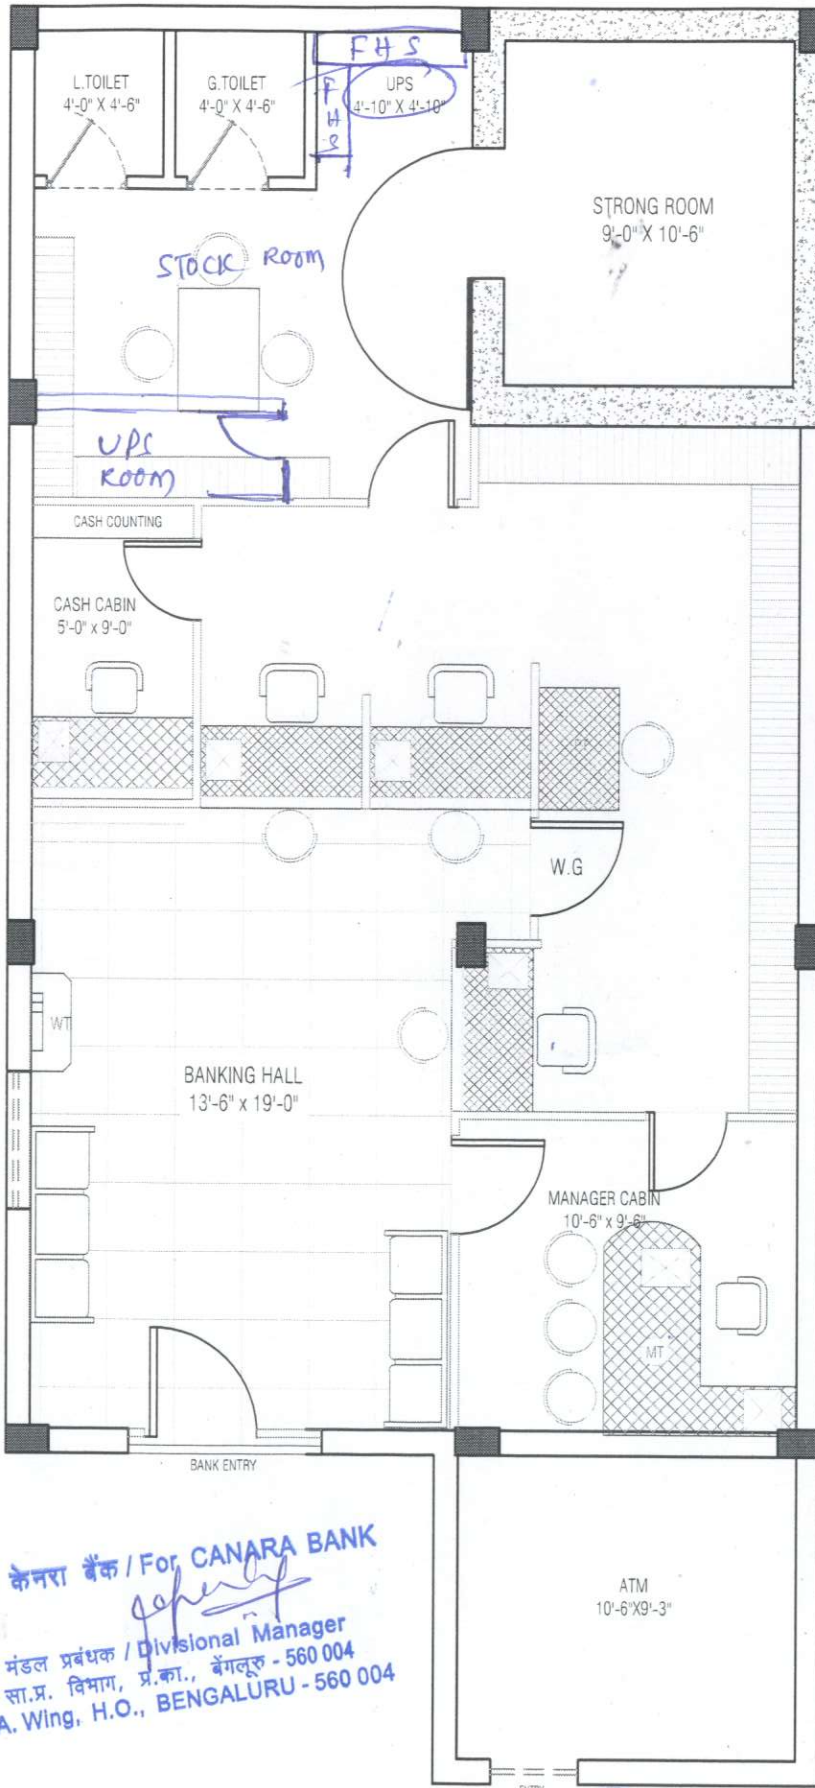 L.TOILET
4'-0" X 4'-6"
G.TOILET
4'-0" X 4'-6"
FHS
FHS
UPS
4'-10" X 4'-10"
STRONG ROOM
9'-0" X 10'-6"
STOCK ROOM
UPS
ROOM
CASH COUNTING
CASH CABIN
5'-0" x 9'-0"
W.G
WT
BANKING HALL
13'-6" x 19'-0"
MANAGER CABIN
10'-6" x 9'-6"
MT
BANK ENTRY
ATM
10'-6"X9'-3"
ENTRY
केनरा बैंक / For CANARA BANK
मंडल प्रबंधक / Divisional Manager
सा.प्र. विभाग, प्र.का., बेंगलूरु - 560 004
A. Wing, H.O., BENGALURU - 560 004